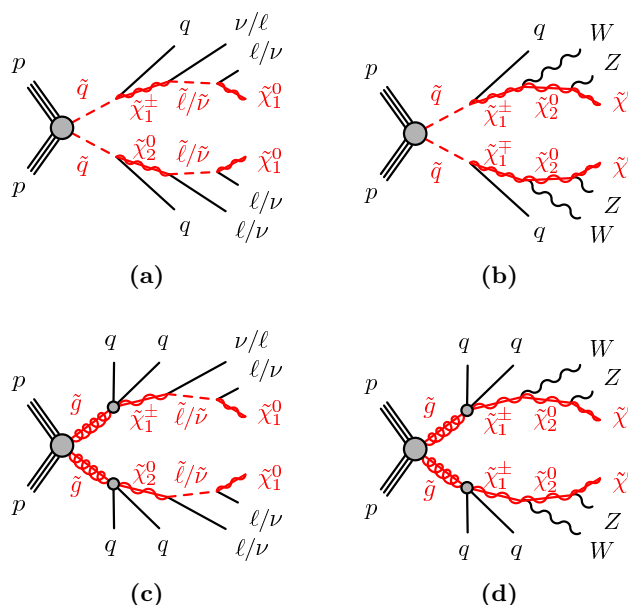 p
p
q̃
q̃
q
ν/ℓ
ℓ/ν
χ̃₁±
ℓ̃/ν̃
χ̃₁⁰
χ̃₂⁰
ℓ̃/ν̃
χ̃₁⁰
ℓ/ν
ℓ/ν
q
(a)
p
p
q̃
q̃
q
W
Z
χ̃₁±
χ̃₂⁰
χ̃
χ̃₁∓
χ̃₂⁰
χ̃
Z
W
q
(b)
p
p
g̃
g̃
q
q
ν/ℓ
ℓ/ν
χ̃₁±
ℓ̃/ν̃
χ̃₁⁰
χ̃₂⁰
ℓ̃/ν̃
χ̃₁⁰
ℓ/ν
ℓ/ν
q
q
(c)
p
p
g̃
g̃
q
q
W
Z
χ̃₁±
χ̃₂⁰
χ̃
χ̃₁±
χ̃₂⁰
χ̃
Z
W
q
q
(d)